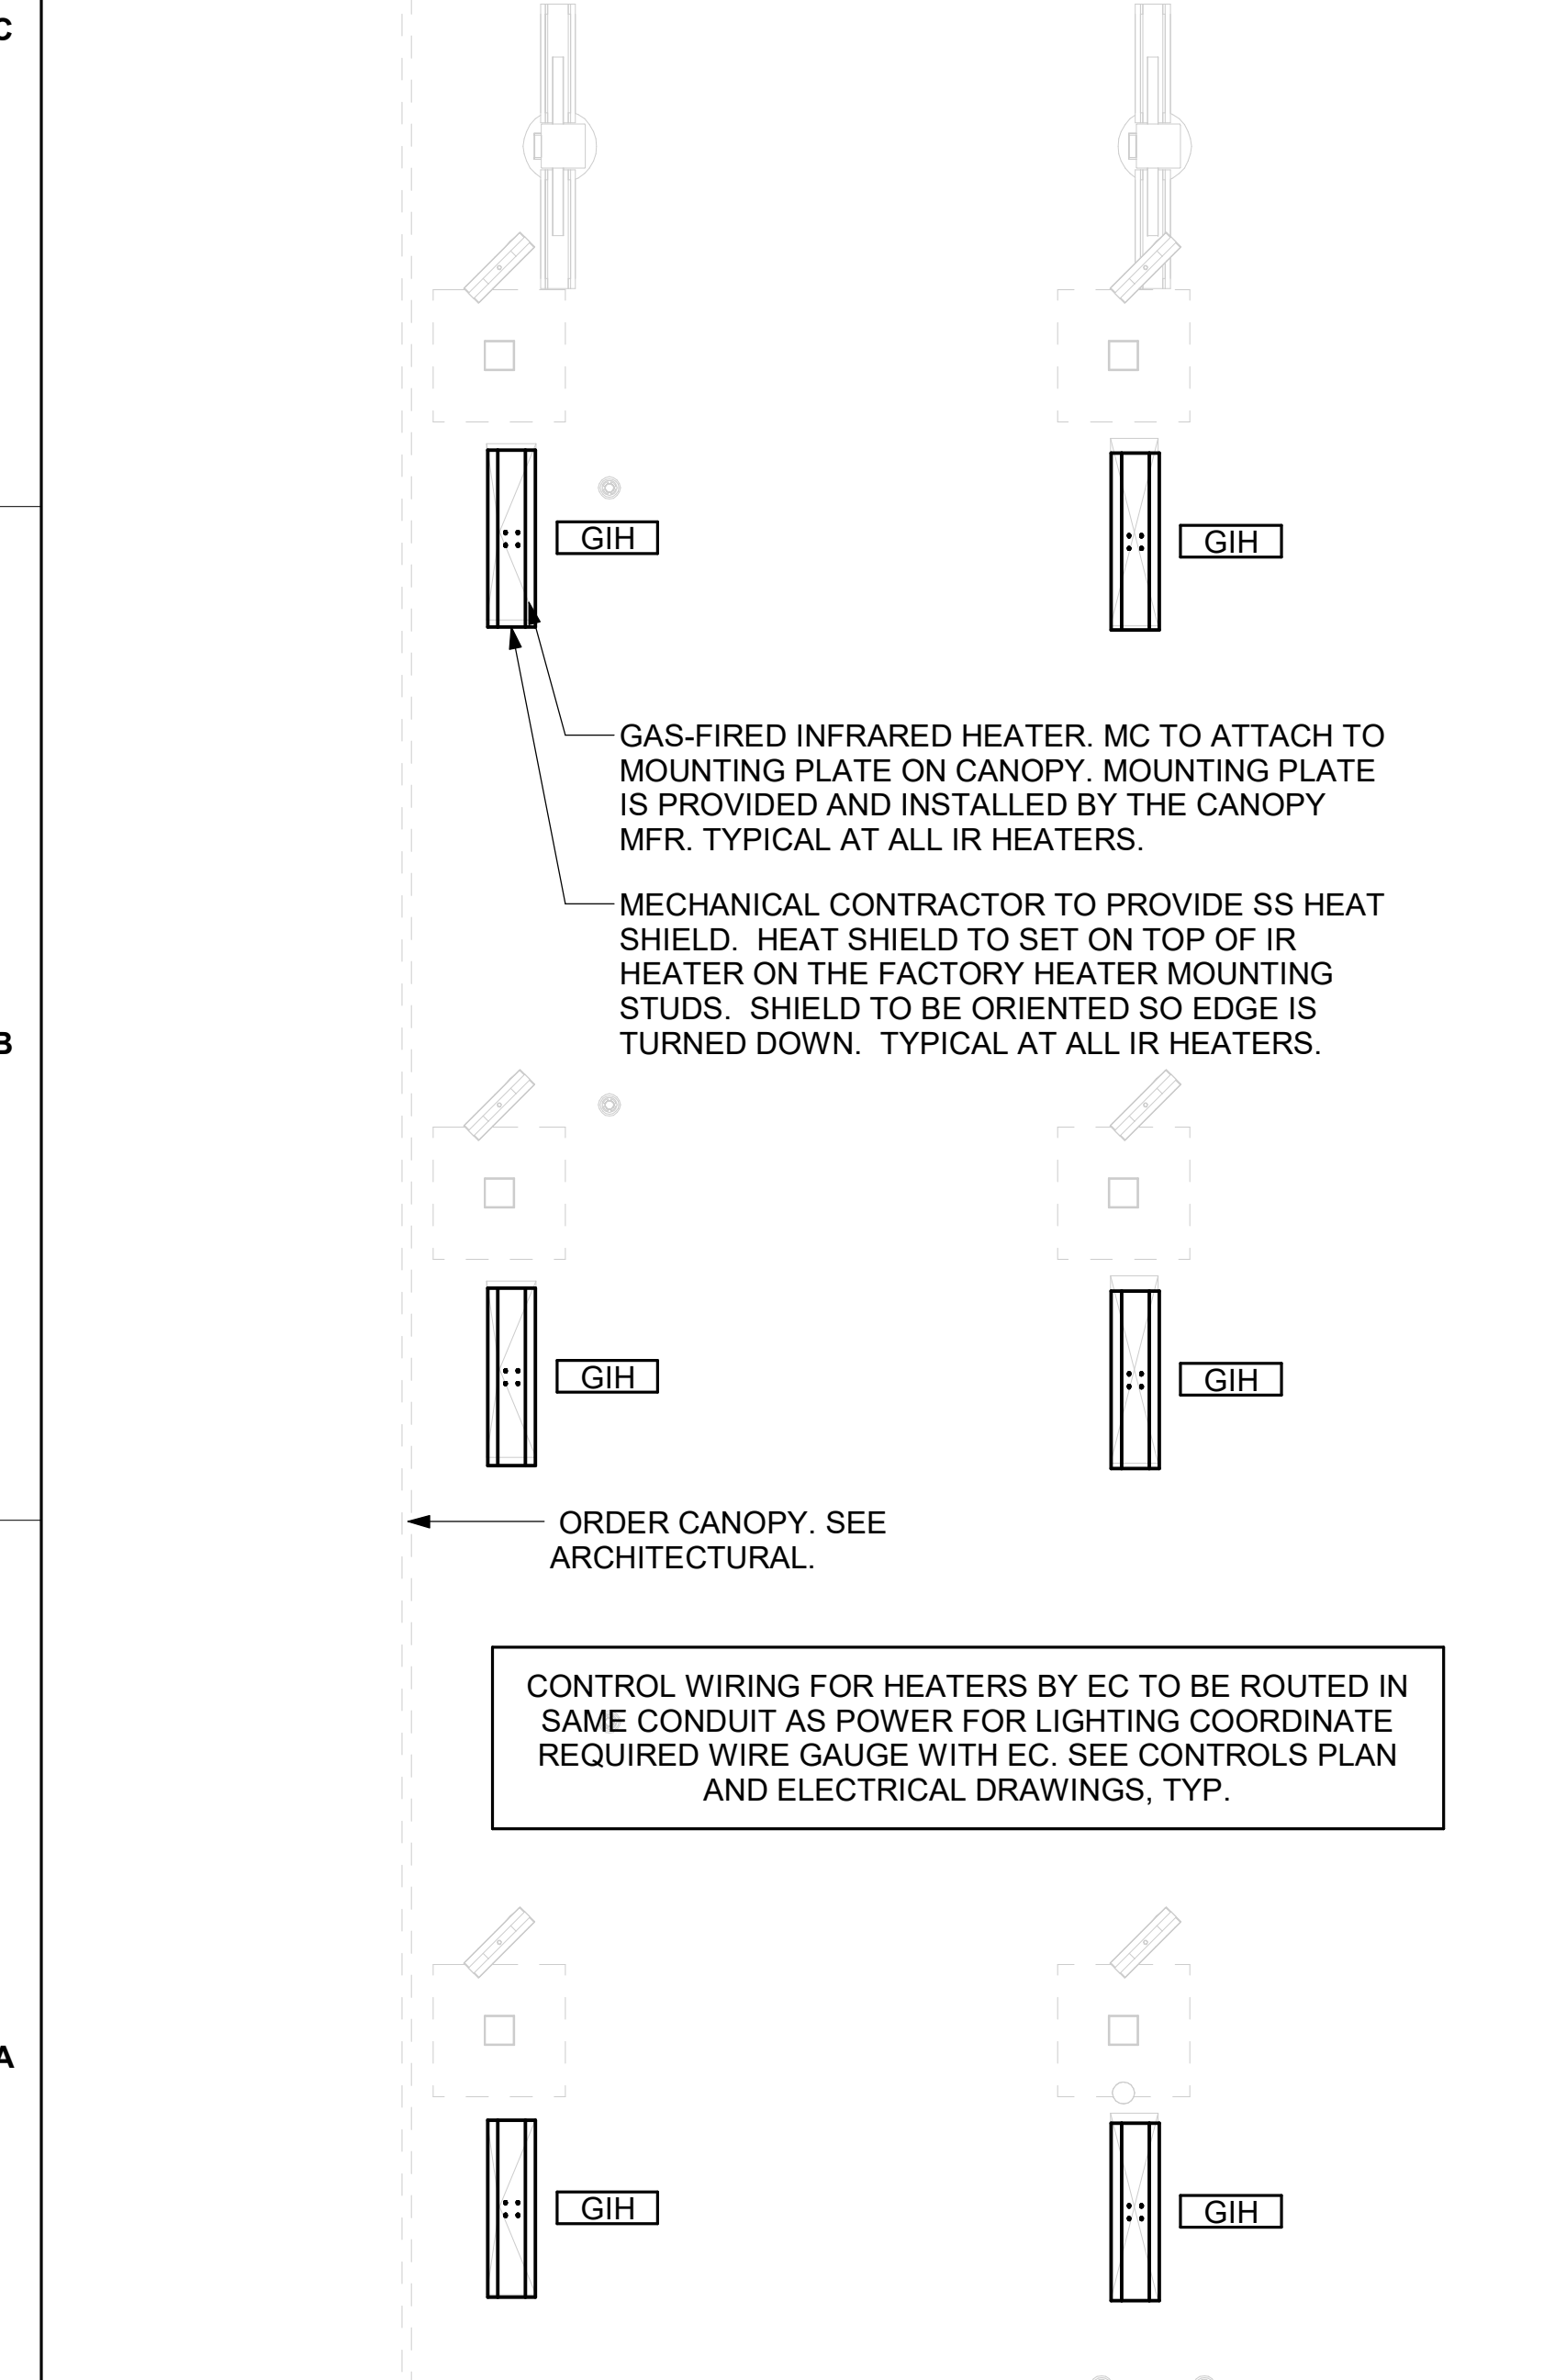 C
GIH
GIH
GAS-FIRED INFRARED HEATER. MC TO ATTACH TO
MOUNTING PLATE ON CANOPY. MOUNTING PLATE
IS PROVIDED AND INSTALLED BY THE CANOPY
MFR. TYPICAL AT ALL IR HEATERS.
MECHANICAL CONTRACTOR TO PROVIDE SS HEAT
SHIELD. HEAT SHIELD TO SET ON TOP OF IR
HEATER ON THE FACTORY HEATER MOUNTING
STUDS. SHIELD TO BE ORIENTED SO EDGE IS
TURNED DOWN. TYPICAL AT ALL IR HEATERS.
B
GIH
GIH
ORDER CANOPY. SEE
ARCHITECTURAL.
CONTROL WIRING FOR HEATERS BY EC TO BE ROUTED IN
SAME CONDUIT AS POWER FOR LIGHTING COORDINATE
REQUIRED WIRE GAUGE WITH EC. SEE CONTROLS PLAN
AND ELECTRICAL DRAWINGS, TYP.
A
GIH
GIH